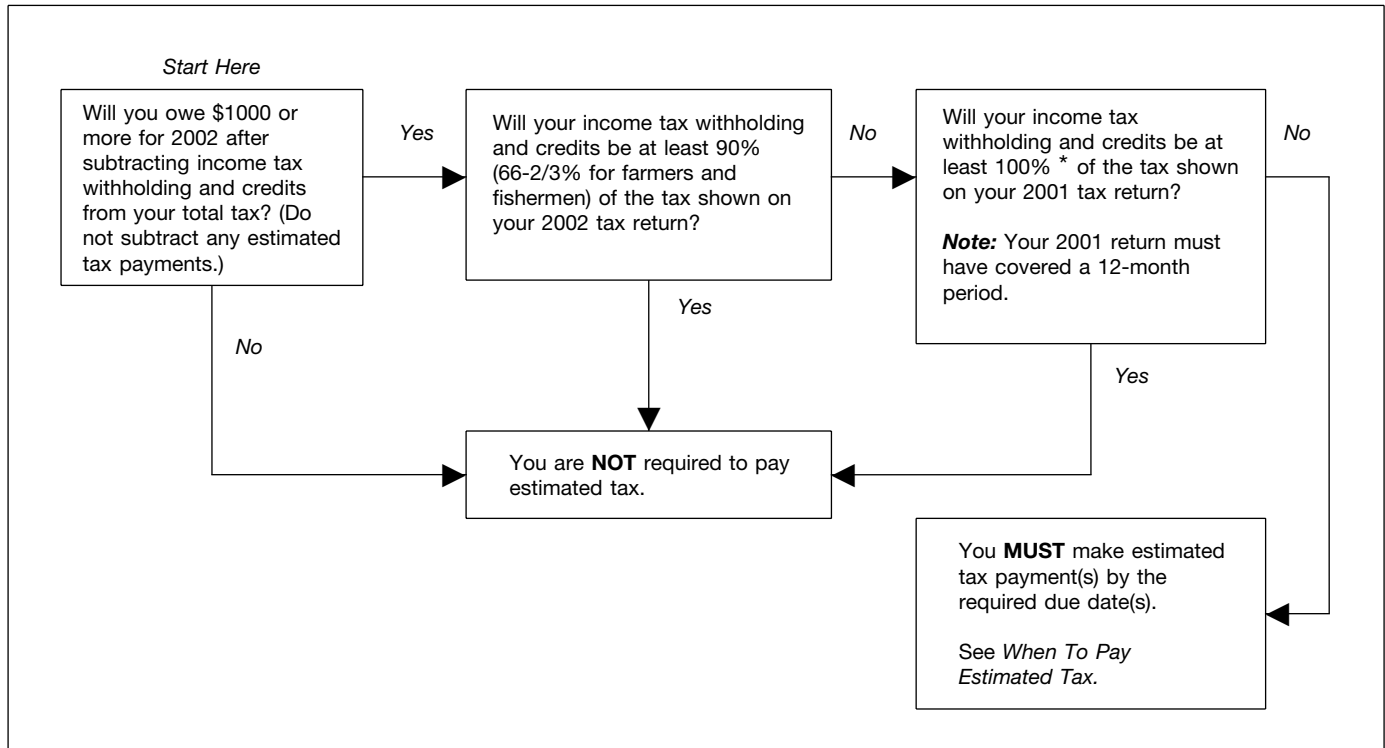 Start Here
Will you owe $1000 or
more for 2002 after
subtracting income tax
withholding and credits
from your total tax? (Do
not subtract any estimated
tax payments.)
Yes
No
Will your income tax withholding
and credits be at least 90%
(66-2/3% for farmers and
fishermen) of the tax shown on
your 2002 tax return?
No
Yes
Will your income tax
withholding and credits be at
least 100% * of the tax shown
on your 2001 tax return?
Note: Your 2001 return must
have covered a 12-month
period.
No
Yes
You are NOT required to pay
estimated tax.
You MUST make estimated
tax payment(s) by the
required due date(s).
See When To Pay
Estimated Tax.